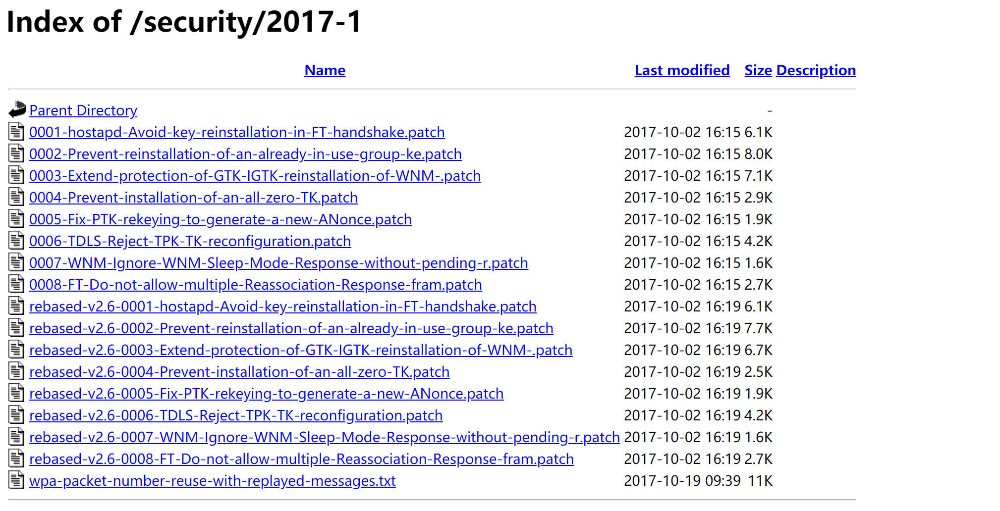 Index of /security/2017-1
Name Last modified Size Description
Parent Directory -
0001-hostapd-Avoid-key-reinstallation-in-FT-handshake.patch 2017-10-02 16:15 6.1K
0002-Prevent-reinstallation-of-an-already-in-use-group-ke.patch 2017-10-02 16:15 8.0K
0003-Extend-protection-of-GTK-IGTK-reinstallation-of-WNM-.patch 2017-10-02 16:15 7.1K
0004-Prevent-installation-of-an-all-zero-TK.patch 2017-10-02 16:15 2.9K
0005-Fix-PTK-rekeying-to-generate-a-new-ANonce.patch 2017-10-02 16:15 1.9K
0006-TDLS-Reject-TPK-TK-reconfiguration.patch 2017-10-02 16:15 4.2K
0007-WNM-Ignore-WNM-Sleep-Mode-Response-without-pending-r.patch 2017-10-02 16:15 1.6K
0008-FT-Do-not-allow-multiple-Reassociation-Response-fram.patch 2017-10-02 16:15 2.7K
rebased-v2.6-0001-hostapd-Avoid-key-reinstallation-in-FT-handshake.patch 2017-10-02 16:19 6.1K
rebased-v2.6-0002-Prevent-reinstallation-of-an-already-in-use-group-ke.patch 2017-10-02 16:19 7.7K
rebased-v2.6-0003-Extend-protection-of-GTK-IGTK-reinstallation-of-WNM-.patch 2017-10-02 16:19 6.7K
rebased-v2.6-0004-Prevent-installation-of-an-all-zero-TK.patch 2017-10-02 16:19 2.5K
rebased-v2.6-0005-Fix-PTK-rekeying-to-generate-a-new-ANonce.patch 2017-10-02 16:19 1.9K
rebased-v2.6-0006-TDLS-Reject-TPK-TK-reconfiguration.patch 2017-10-02 16:19 4.2K
rebased-v2.6-0007-WNM-Ignore-WNM-Sleep-Mode-Response-without-pending-r.patch 2017-10-02 16:19 1.6K
rebased-v2.6-0008-FT-Do-not-allow-multiple-Reassociation-Response-fram.patch 2017-10-02 16:19 2.7K
wpa-packet-number-reuse-with-replayed-messages.txt 2017-10-19 09:39 11K